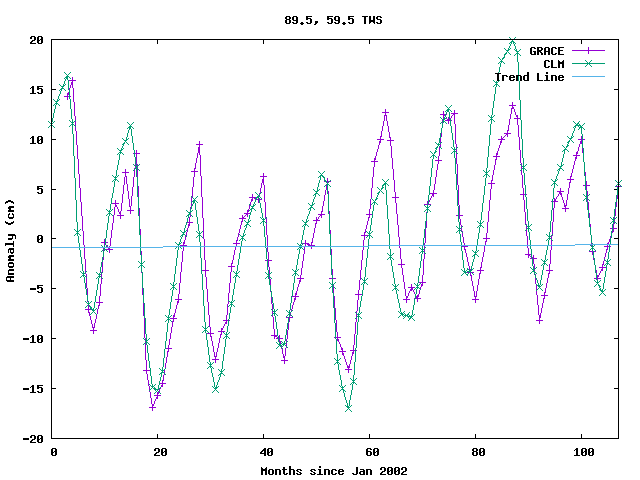 89.5, 59.5 TWS
GRACE
CLM
Trend Line
Anomaly (cm)
20
15
10
5
0
-5
-10
-15
-20
0 20 40 60 80 100
Months since Jan 2002